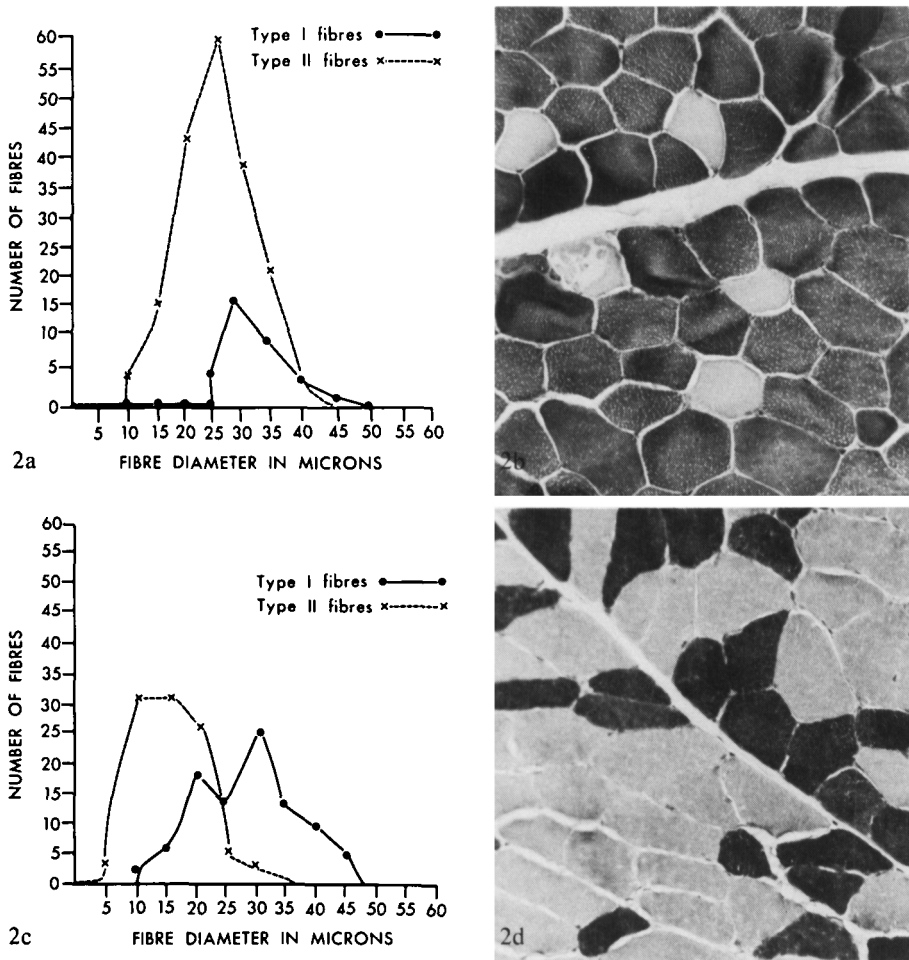 60
55
50
45
40
35
30
25
20
15
10
5
0
NUMBER OF FIBRES
Type I fibres
Type II fibres
5 10 15 20 25 30 35 40 45 50 55 60
FIBRE DIAMETER IN MICRONS
2a
2b
60
55
50
45
40
35
30
25
20
15
10
5
0
NUMBER OF FIBRES
Type I fibres
Type II fibres
5 10 15 20 25 30 35 40 45 50 55 60
FIBRE DIAMETER IN MICRONS
2c
2d